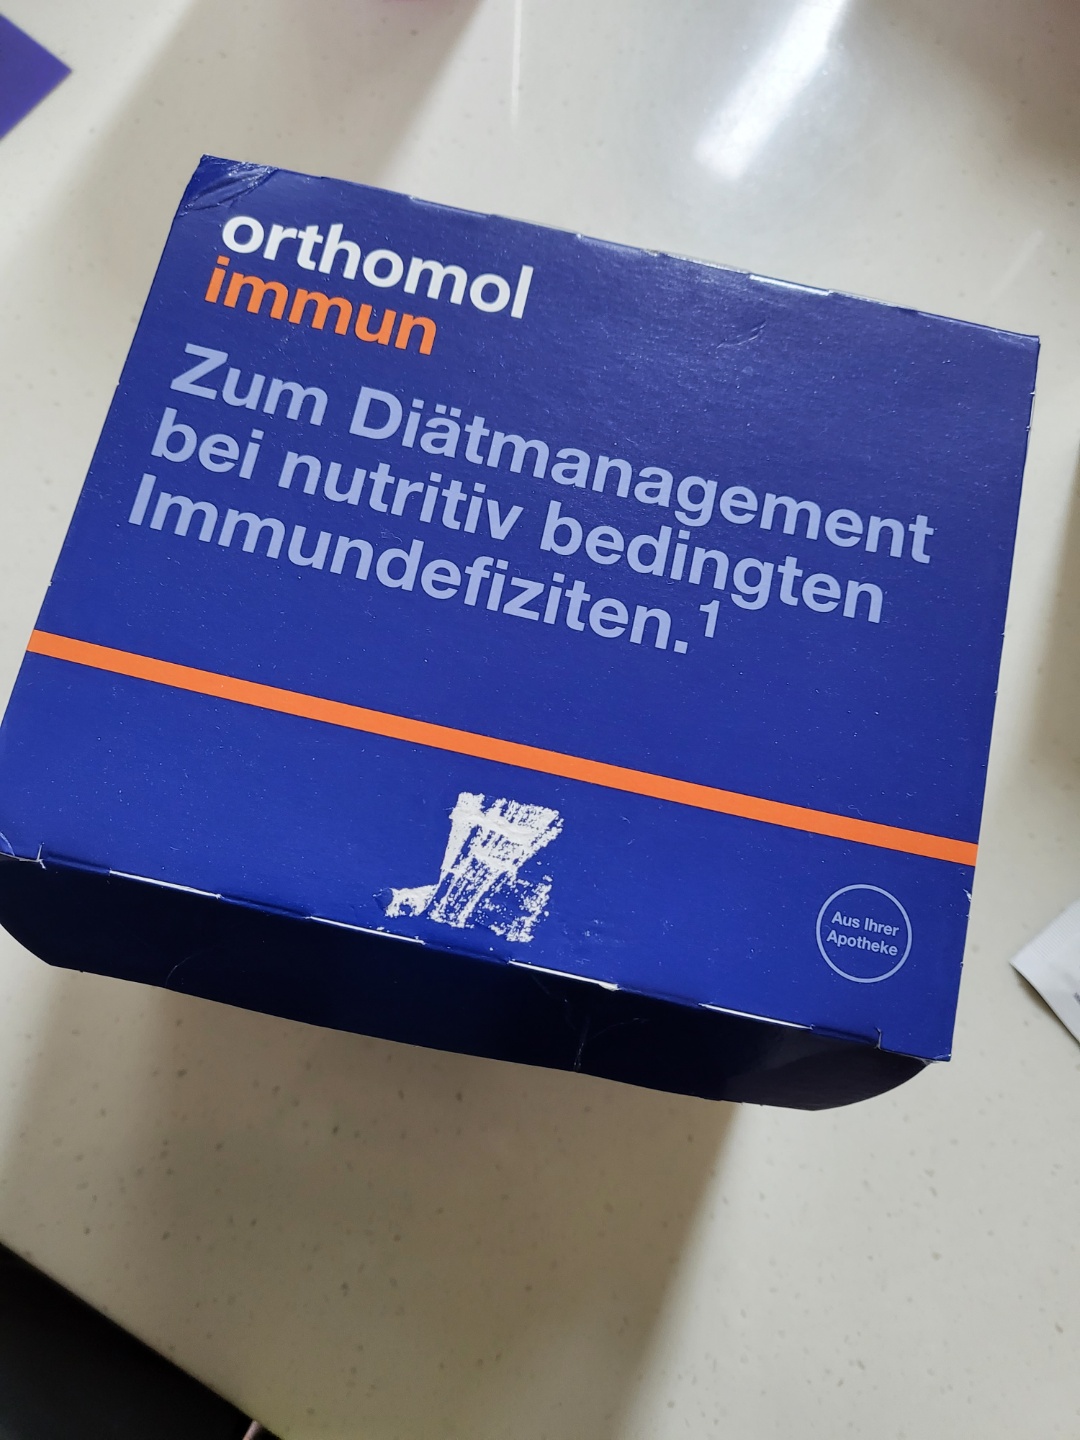 orthomol
immun
Zum Diätmanagement
bei nutritiv bedingten
Immundefiziten.¹
Aus Ihrer
Apotheke